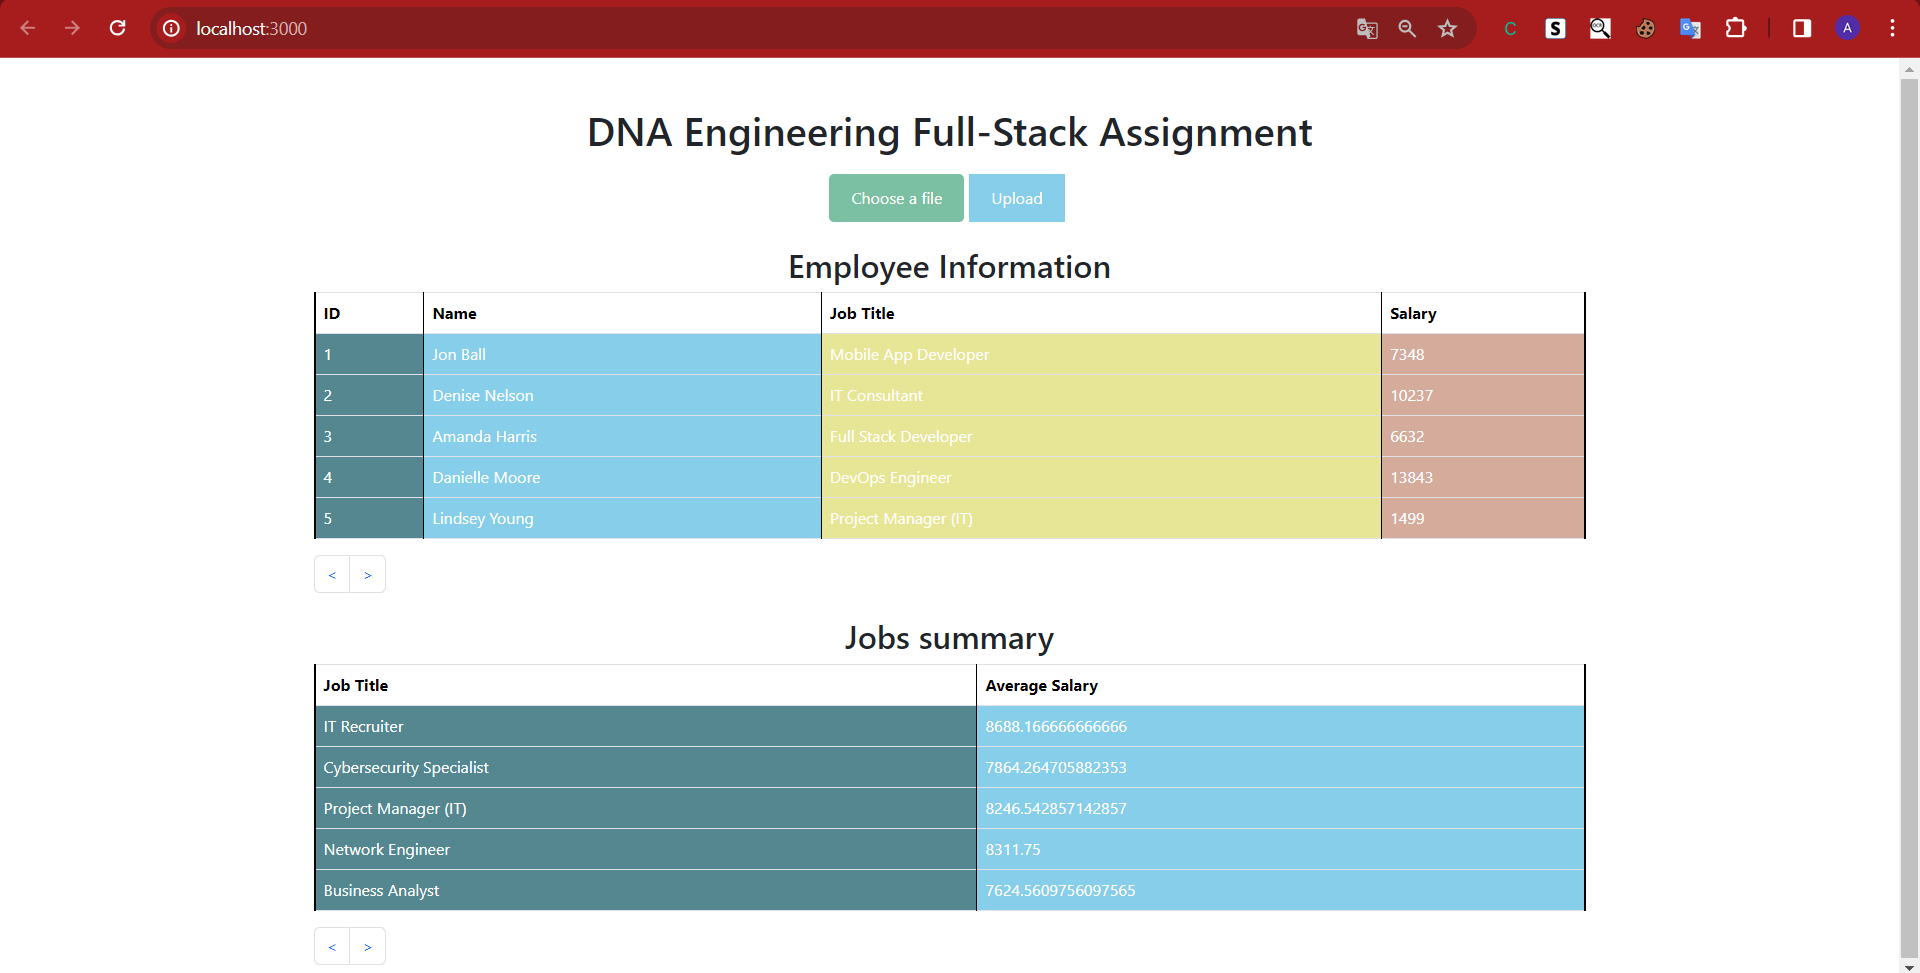 localhost:3000
C
S
OCR
G
A
DNA Engineering Full-Stack Assignment
Choose a file Upload
Employee Information
ID Name Job Title Salary
1 Jon Ball Mobile App Developer 7348
2 Denise Nelson IT Consultant 10237
3 Amanda Harris Full Stack Developer 6632
4 Danielle Moore DevOps Engineer 13843
5 Lindsey Young Project Manager (IT) 1499
< >
Jobs summary
Job Title Average Salary
IT Recruiter 8688.166666666666
Cybersecurity Specialist 7864.264705882353
Project Manager (IT) 8246.542857142857
Network Engineer 8311.75
Business Analyst 7624.5609756097565
< >